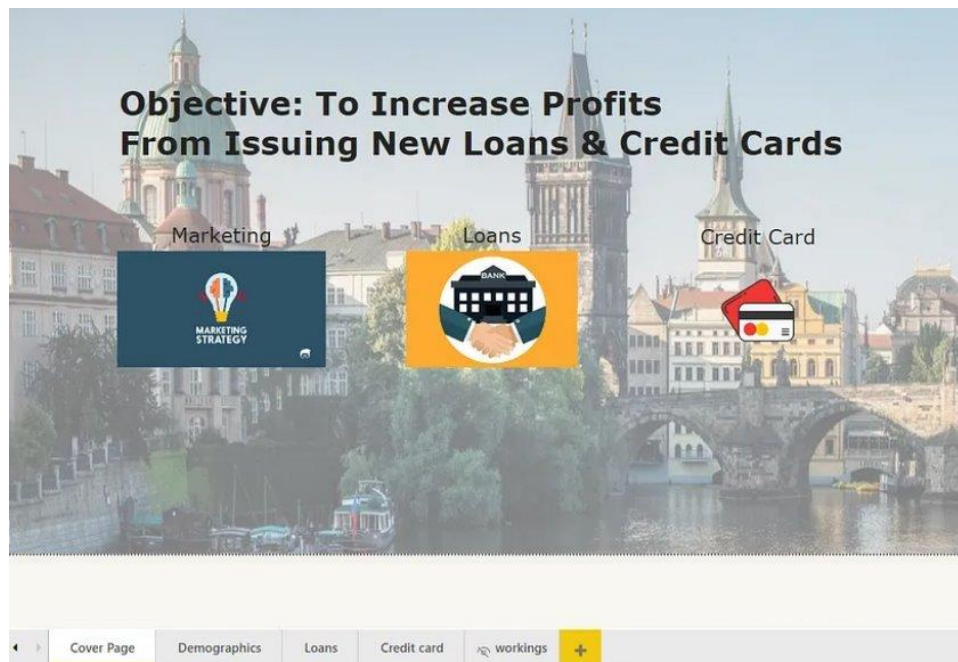 Objective: To Increase Profits
From Issuing New Loans & Credit Cards
Marketing
Loans
Credit Card
MARKETING
STRATEGY
BANK
Cover Page
Demographics
Loans
Credit card
workings
+